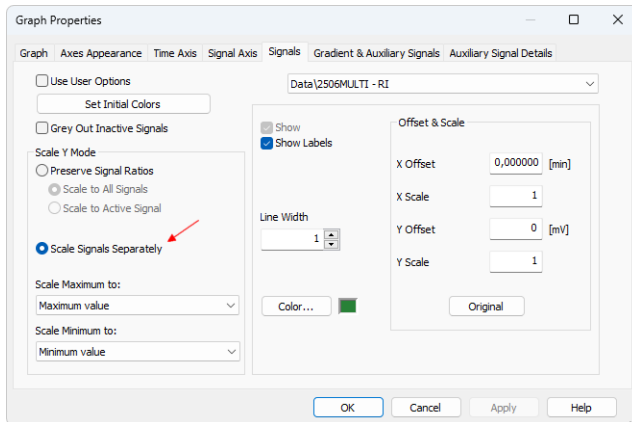 Graph Properties
Graph Axes Appearance Time Axis Signal Axis Signals Gradient & Auxiliary Signals Auxiliary Signal Details
Use User Options
Data\2506MULTI - RI
Set Initial Colors
Grey Out Inactive Signals
Scale Y Mode
Preserve Signal Ratios
Scale to All Signals
Scale to Active Signal
Scale Signals Separately
Scale Maximum to:
Maximum value
Scale Minimum to:
Minimum value
Show
Show Labels
Line Width
1
Color...
Offset & Scale
X Offset 0,000000 [min]
X Scale 1
Y Offset 0 [mV]
Y Scale 1
Original
OK Cancel Apply Help